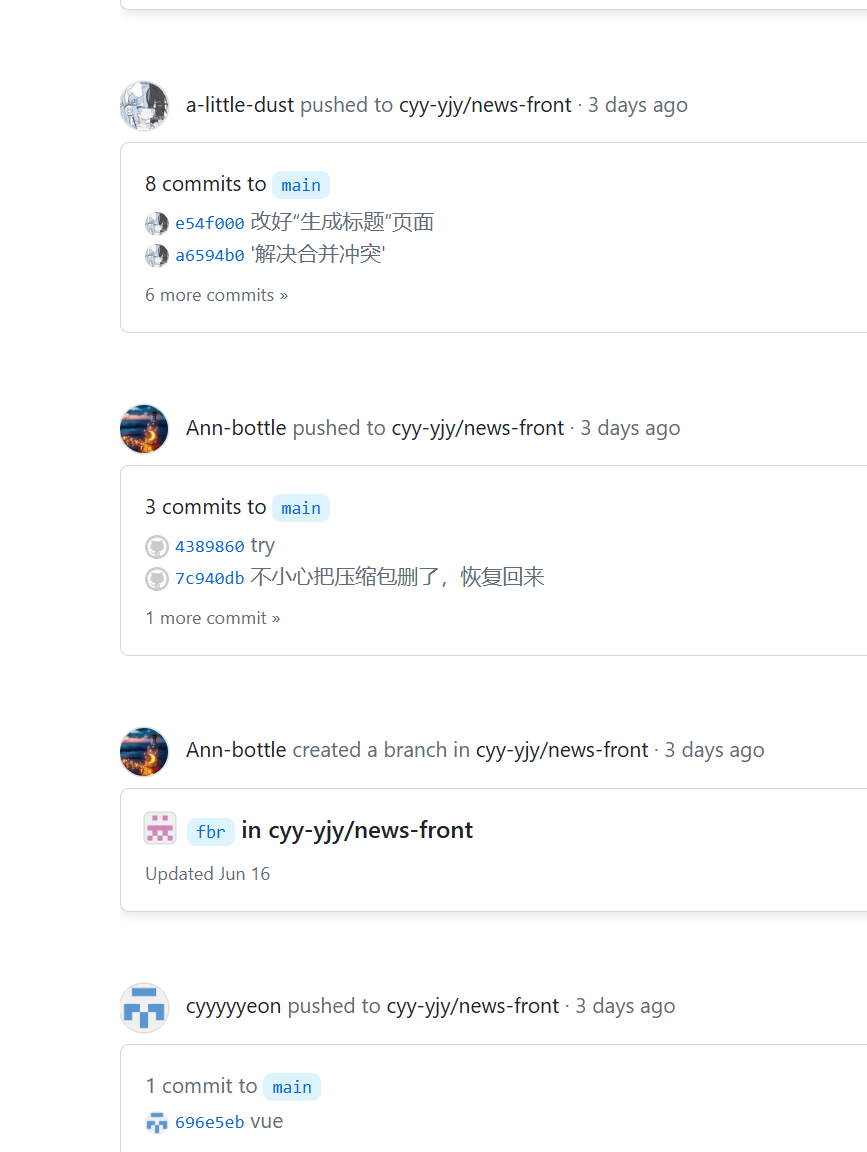 a-little-dust pushed to cyy-yjy/news-front · 3 days ago
8 commits to main
e54f000 改好“生成标题”页面
a6594b0 '解决合并冲突'
6 more commits »
Ann-bottle pushed to cyy-yjy/news-front · 3 days ago
3 commits to main
4389860 try
7c940db 不小心把压缩包删了，恢复回来
1 more commit »
Ann-bottle created a branch in cyy-yjy/news-front · 3 days ago
fbr in cyy-yjy/news-front
Updated Jun 16
cyyyyyeon pushed to cyy-yjy/news-front · 3 days ago
1 commit to main
696e5eb vue